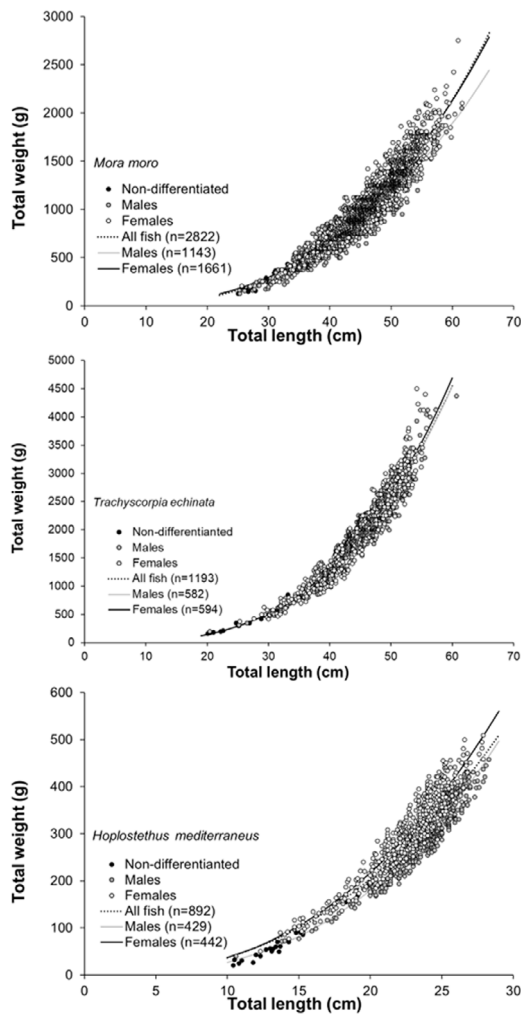 3000
2500
2000
1500
1000
500
0
Total weight (g)
Mora moro
Non-differentiated
Males
Females
All fish (n=2822)
Males (n=1143)
Females (n=1661)
0 10 20 30 40 50 60 70
Total length (cm)
5000
4500
4000
3500
3000
2500
2000
1500
1000
500
0
Total weight (g)
Trachyscorpia echinata
Non-differentianted
Males
Females
All fish (n=1193)
Males (n=582)
Females (n=594)
0 10 20 30 40 50 60 70
Total length (cm)
600
500
400
300
200
100
0
Total weight (g)
Hoplostethus mediterraneus
Non-differentianted
Males
Females
All fish (n=892)
Males (n=429)
Females (n=442)
0 5 10 15 20 25 30
Total length (cm)